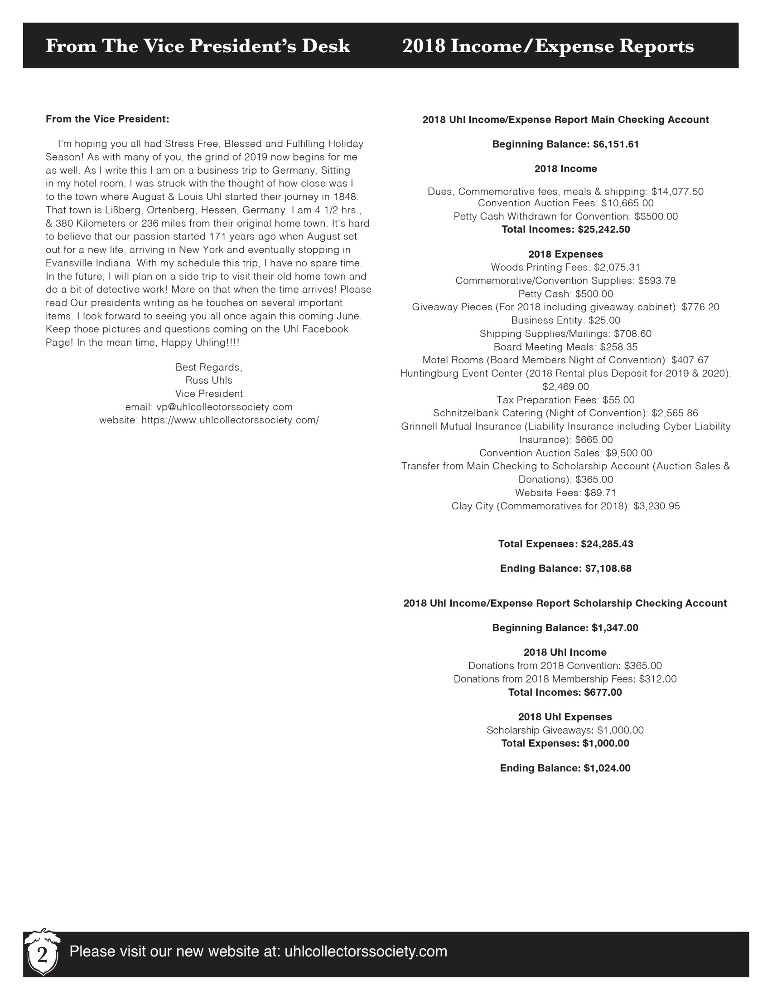 From The Vice President's Desk
2018 Income/Expense Reports
From the Vice President:
I'm hoping you all had Stress Free, Blessed and Fulfilling Holiday
Season! As with many of you, the grind of 2019 now begins for me
as well. As I write this I am on a business trip to Germany. Sitting
in my hotel room, I was struck with the thought of how close was I
to the town where August & Louis Uhl started their journey in 1848.
That town is Lißberg, Ortenberg, Hessen, Germany. I am 4 1/2 hrs.,
& 380 Kilometers or 236 miles from their original home town. It's hard
to believe that our passion started 171 years ago when August set
out for a new life, arriving in New York and eventually stopping in
Evansville Indiana. With my schedule this trip, I have no spare time.
In the future, I will plan on a side trip to visit their old home town and
do a bit of detective work! More on that when the time arrives! Please
read Our presidents writing as he touches on several important
items. I look forward to seeing you all once again this coming June.
Keep those pictures and questions coming on the Uhl Facebook
Page! In the mean time, Happy Uhling!!!!
Best Regards,
Russ Uhls
Vice President
email: vp@uhlcollectorssociety.com
website: https://www.uhlcollectorssociety.com/
2018 Uhl Income/Expense Report Main Checking Account
Beginning Balance: $6,151.61
2018 Income
Dues, Commemorative fees, meals & shipping: $14,077.50
Convention Auction Fees: $10,665.00
Petty Cash Withdrawn for Convention: $$500.00
Total Incomes: $25,242.50
2018 Expenses
Woods Printing Fees: $2,075.31
Commemorative/Convention Supplies: $593.78
Petty Cash: $500.00
Giveaway Pieces (For 2018 including giveaway cabinet): $776.20
Business Entity: $25.00
Shipping Supplies/Mailings: $708.60
Board Meeting Meals: $258.35
Motel Rooms (Board Members Night of Convention): $407.67
Huntingburg Event Center (2018 Rental plus Deposit for 2019 & 2020):
$2,469.00
Tax Preparation Fees: $55.00
Schnitzelbank Catering (Night of Convention): $2,565.86
Grinnell Mutual Insurance (Liability Insurance including Cyber Liability
Insurance): $665.00
Convention Auction Sales: $9,500.00
Transfer from Main Checking to Scholarship Account (Auction Sales &
Donations): $365.00
Website Fees: $89.71
Clay City (Commemoratives for 2018): $3,230.95
Total Expenses: $24,285.43
Ending Balance: $7,108.68
2018 Uhl Income/Expense Report Scholarship Checking Account
Beginning Balance: $1,347.00
2018 Uhl Income
Donations from 2018 Convention: $365.00
Donations from 2018 Membership Fees: $312.00
Total Incomes: $677.00
2018 Uhl Expenses
Scholarship Giveaways: $1,000.00
Total Expenses: $1,000.00
Ending Balance: $1,024.00
2
Please visit our new website at: uhlcollectorssociety.com